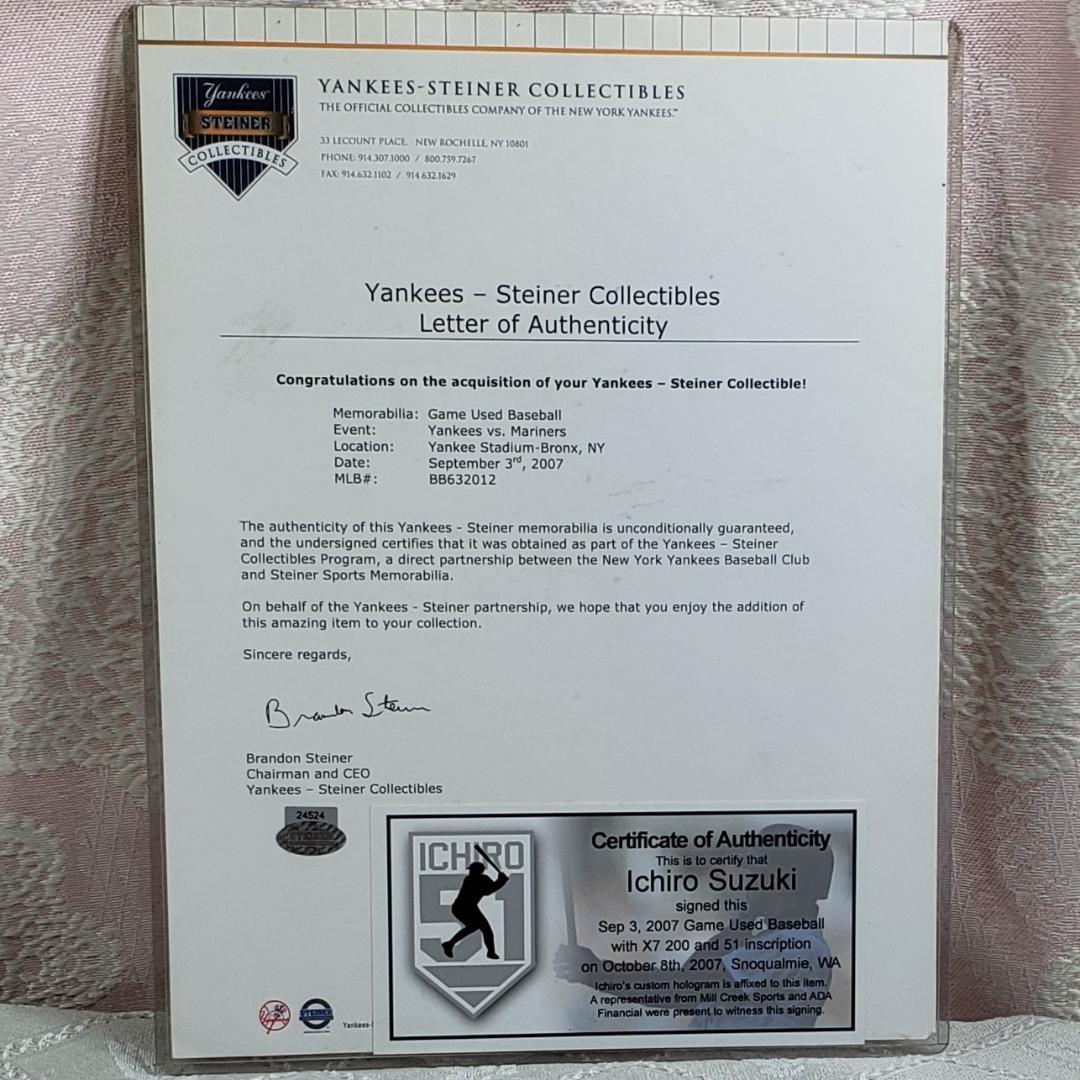 Yankees
STEINER
COLLECTIBLES
YANKEES-STEINER COLLECTIBLES
THE OFFICIAL COLLECTIBLES COMPANY OF THE NEW YORK YANKEES.™
33 LECOUNT PLACE, NEW ROCHELLE, NY 10801
PHONE: 914.307.1000 / 800.759.7267
FAX: 914.632.1102 / 914.632.1629
Yankees – Steiner Collectibles
Letter of Authenticity
Congratulations on the acquisition of your Yankees – Steiner Collectible!
Memorabilia: Game Used Baseball
Event: Yankees vs. Mariners
Location: Yankee Stadium-Bronx, NY
Date: September 3rd, 2007
MLB#: BB632012
The authenticity of this Yankees - Steiner memorabilia is unconditionally guaranteed,
and the undersigned certifies that it was obtained as part of the Yankees – Steiner
Collectibles Program, a direct partnership between the New York Yankees Baseball Club
and Steiner Sports Memorabilia.
On behalf of the Yankees - Steiner partnership, we hope that you enjoy the addition of
this amazing item to your collection.
Sincere regards,
Brandon Steiner
Brandon Steiner
Chairman and CEO
Yankees – Steiner Collectibles
24524
STEINER
ICHIRO
51
Certificate of Authenticity
This is to certify that
Ichiro Suzuki
signed this
Sep 3, 2007 Game Used Baseball
with X7 200 and 51 inscription
on October 8th, 2007, Snoqualmie, WA
Ichiro's custom hologram is affixed to this item.
A representative from Mill Creek Sports and ADA
Financial were present to witness this signing.
STEINER
Yankees-